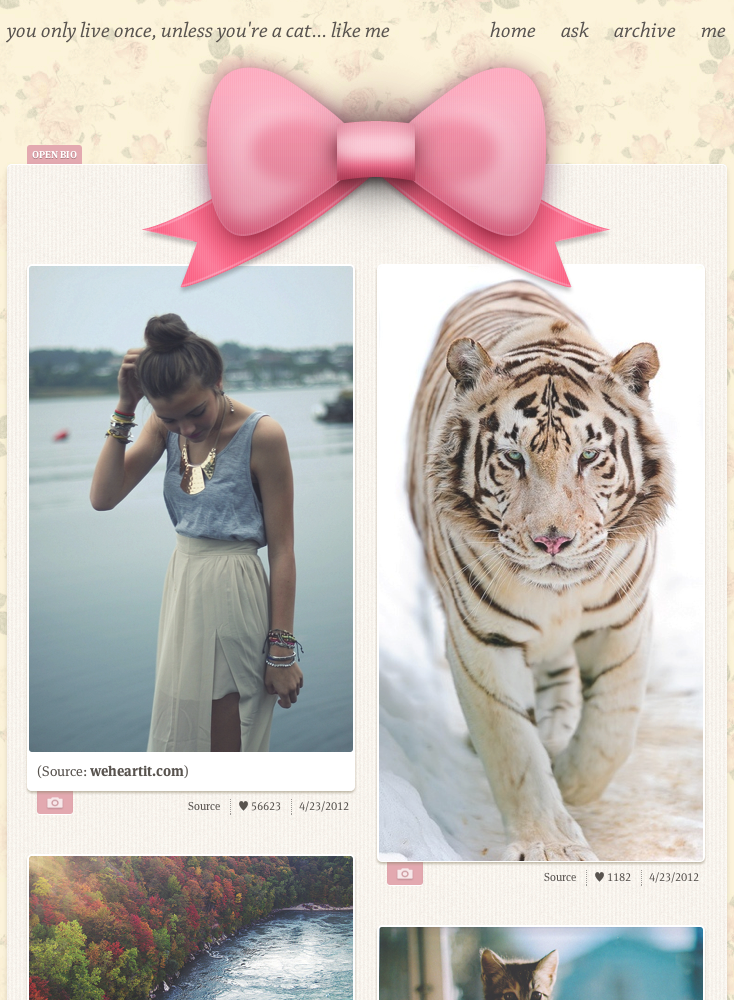 you only live once, unless you're a cat... like me
home ask archive me
OPEN BIO
(Source: weheartit.com)
Source ♥ 56623 4/23/2012
Source ♥ 1182 4/23/2012